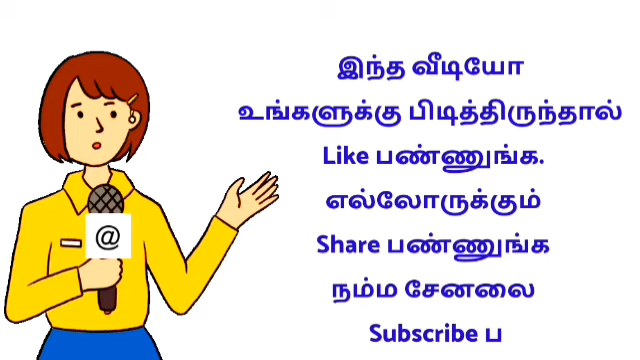 இந்த வீடியோ
உங்களுக்கு பிடித்திருந்தால்
Like பண்ணுங்க.
எல்லோருக்கும்
Share பண்ணுங்க
நம்ம சேனலை
Subscribe ப
@